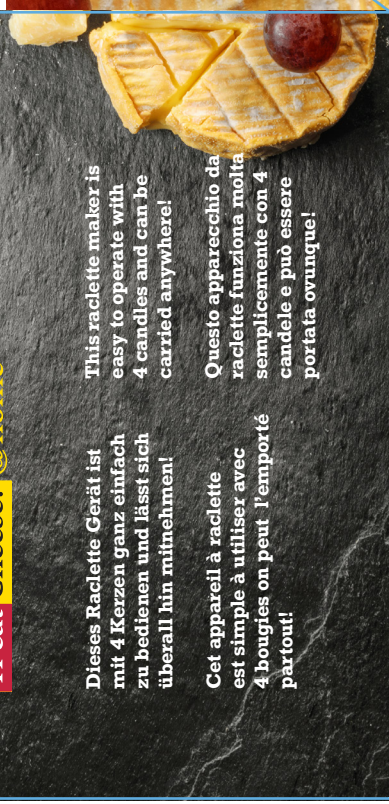 Dieses Raclette Gerät ist
mit 4 Kerzen ganz einfach
zu bedienen und lässt sich
überall hin mitnehmen!
This raclette maker is
easy to operate with
4 candles and can be
carried anywhere!
Cet appareil à raclette
est simple à utiliser avec
4 bougies on peut l'emporté
partout!
Questo apparecchio da
raclette funziona molta
semplicemente con 4
candele e può essere
portata ovunque!